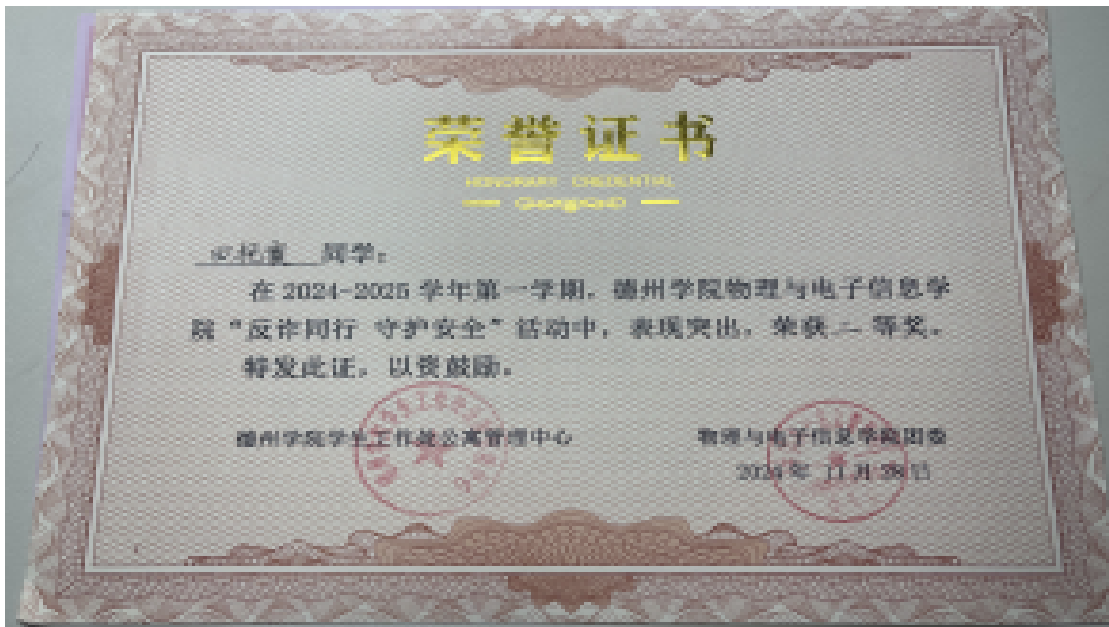 荣誉证书
HONORARY CREDENTIAL
同学：
在 2024-2025 学年第一学期，德州学院物理与电子信息学
院“反诈同行 守护安全”活动中，表现突出，荣获 二 等奖。
特发此证，以资鼓励。
德州学院学生工作处公寓管理中心
物理与电子信息学院团委
2024 年 11 月 28 日